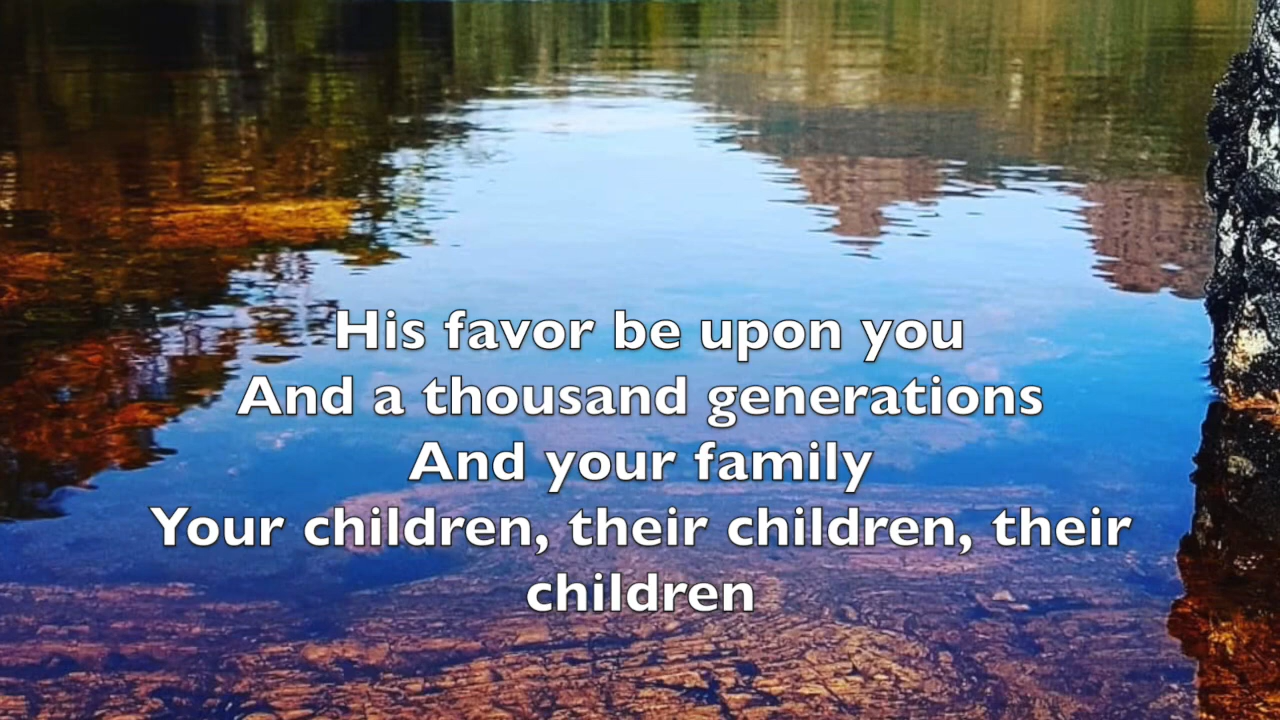 His favor be upon you
And a thousand generations
And your family
Your children, their children, their
children